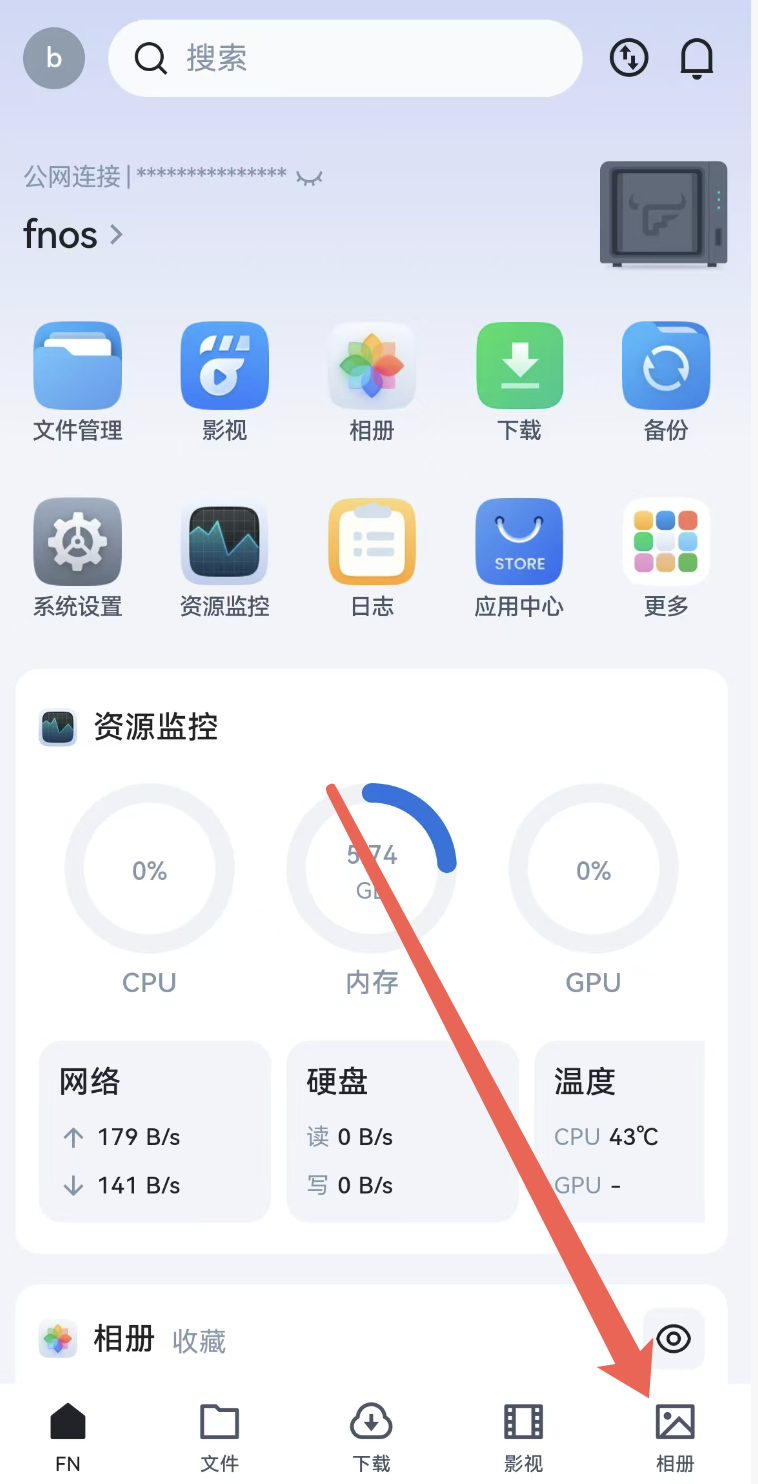 b
搜索
公网连接 | ***************
fnos
文件管理
影视
相册
下载
备份
STORE
系统设置
资源监控
日志
应用中心
更多
资源监控
0%
5.74
0%
CPU
内存
GPU
网络
硬盘
温度
179 B/s
读 0 B/s
CPU 43℃
141 B/s
写 0 B/s
GPU -
相册 收藏
FN
文件
下载
影视
相册